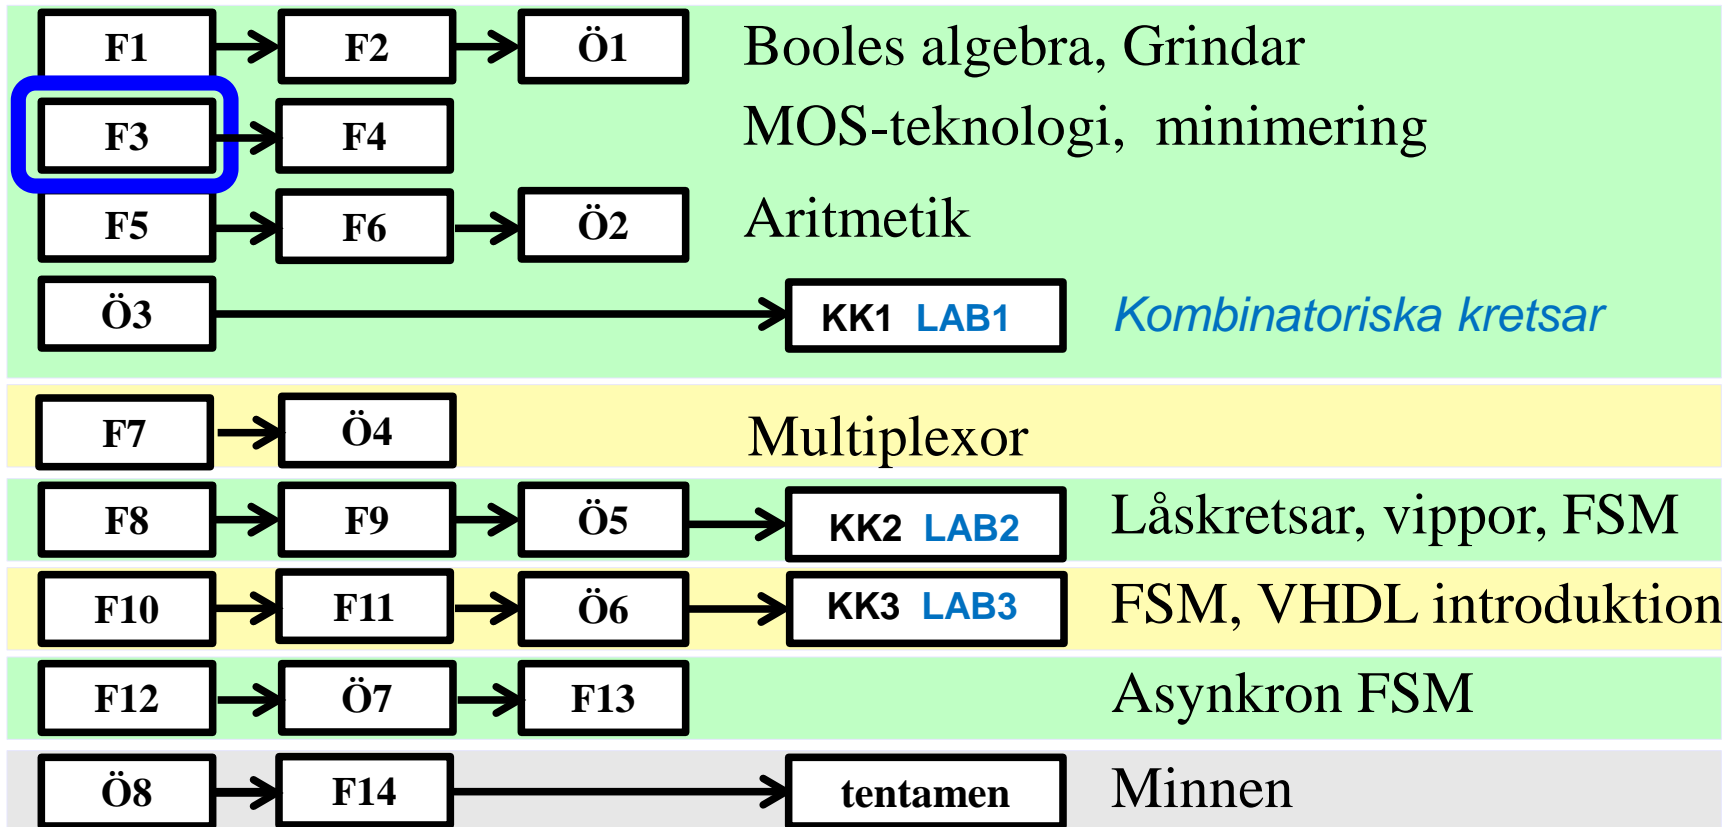 F1 F2 Ö1 Booles algebra, Grindar
F3 F4 MOS-teknologi, minimering
F5 F6 Ö2 Aritmetik
Ö3 KK1 LAB1 Kombinatoriska kretsar
F7 Ö4 Multiplexor
F8 F9 Ö5 KK2 LAB2 Låskretsar, vippor, FSM
F10 F11 Ö6 KK3 LAB3 FSM, VHDL introduktion
F12 Ö7 F13 Asynkron FSM
Ö8 F14 tentamen Minnen